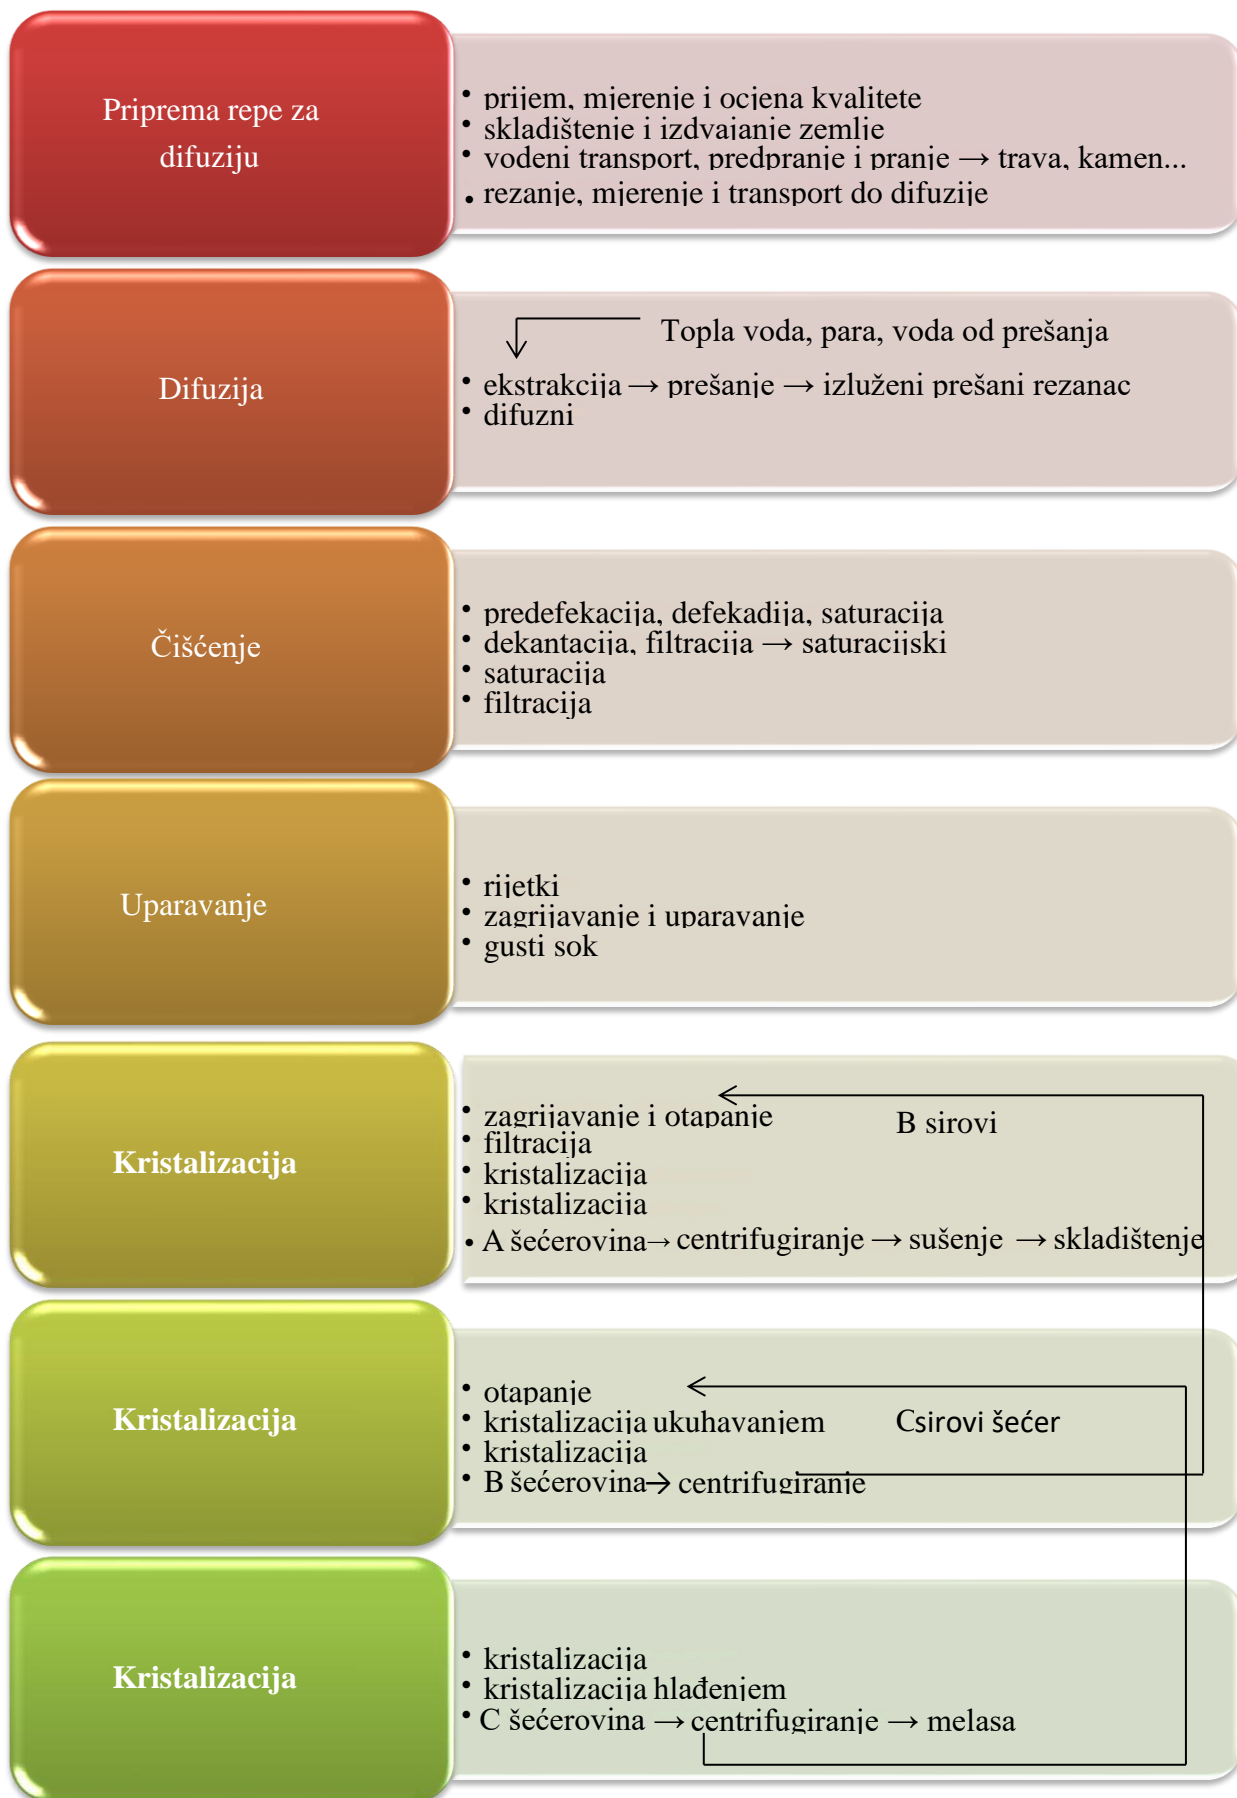 Priprema repe za
difuziju
• prijem, mjerenje i ocjena kvalitete
• skladištenje i izdvajanje zemlje
• vodeni transport, predpranje i pranje → trava, kamen...
• rezanje, mjerenje i transport do difuzije
Difuzija
Topla voda, para, voda od prešanja
• ekstrakcija → prešanje → izluženi prešani rezanac
• difuzni
Čišćenje
• predefekacija, defekadija, saturacija
• dekantacija, filtracija → saturacijski
• saturacija
• filtracija
Uparavanje
• rijetki
• zagrijavanje i uparavanje
• gusti sok
Kristalizacija
• zagrijavanje i otapanje
B sirovi
• filtracija
• kristalizacija
• kristalizacija
• A šećerovina → centrifugiranje → sušenje → skladištenje
Kristalizacija
• otapanje
• kristalizacija ukuhavanjem
Csirovi šećer
• kristalizacija
• B šećerovina → centrifugiranje
Kristalizacija
• kristalizacija
• kristalizacija hlađenjem
• C šećerovina → centrifugiranje → melasa